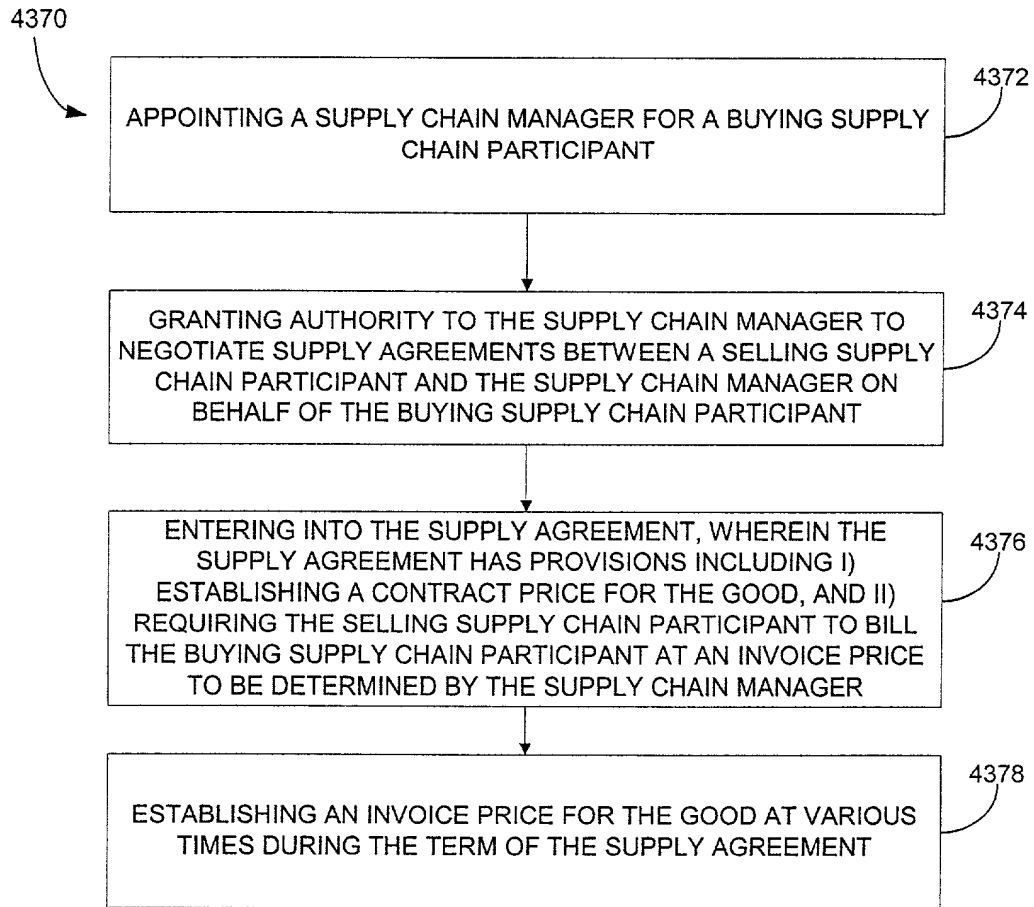 4370
4372
APPOINTING A SUPPLY CHAIN MANAGER FOR A BUYING SUPPLY
CHAIN PARTICIPANT
4374
GRANTING AUTHORITY TO THE SUPPLY CHAIN MANAGER TO
NEGOTIATE SUPPLY AGREEMENTS BETWEEN A SELLING SUPPLY
CHAIN PARTICIPANT AND THE SUPPLY CHAIN MANAGER ON
BEHALF OF THE BUYING SUPPLY CHAIN PARTICIPANT
4376
ENTERING INTO THE SUPPLY AGREEMENT, WHEREIN THE
SUPPLY AGREEMENT HAS PROVISIONS INCLUDING I)
ESTABLISHING A CONTRACT PRICE FOR THE GOOD, AND II)
REQUIRING THE SELLING SUPPLY CHAIN PARTICIPANT TO BILL
THE BUYING SUPPLY CHAIN PARTICIPANT AT AN INVOICE PRICE
TO BE DETERMINED BY THE SUPPLY CHAIN MANAGER
4378
ESTABLISHING AN INVOICE PRICE FOR THE GOOD AT VARIOUS
TIMES DURING THE TERM OF THE SUPPLY AGREEMENT